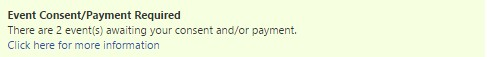 Event Consent/Payment Required
There are 2 event(s) awaiting your consent and/or payment.
Click here for more information